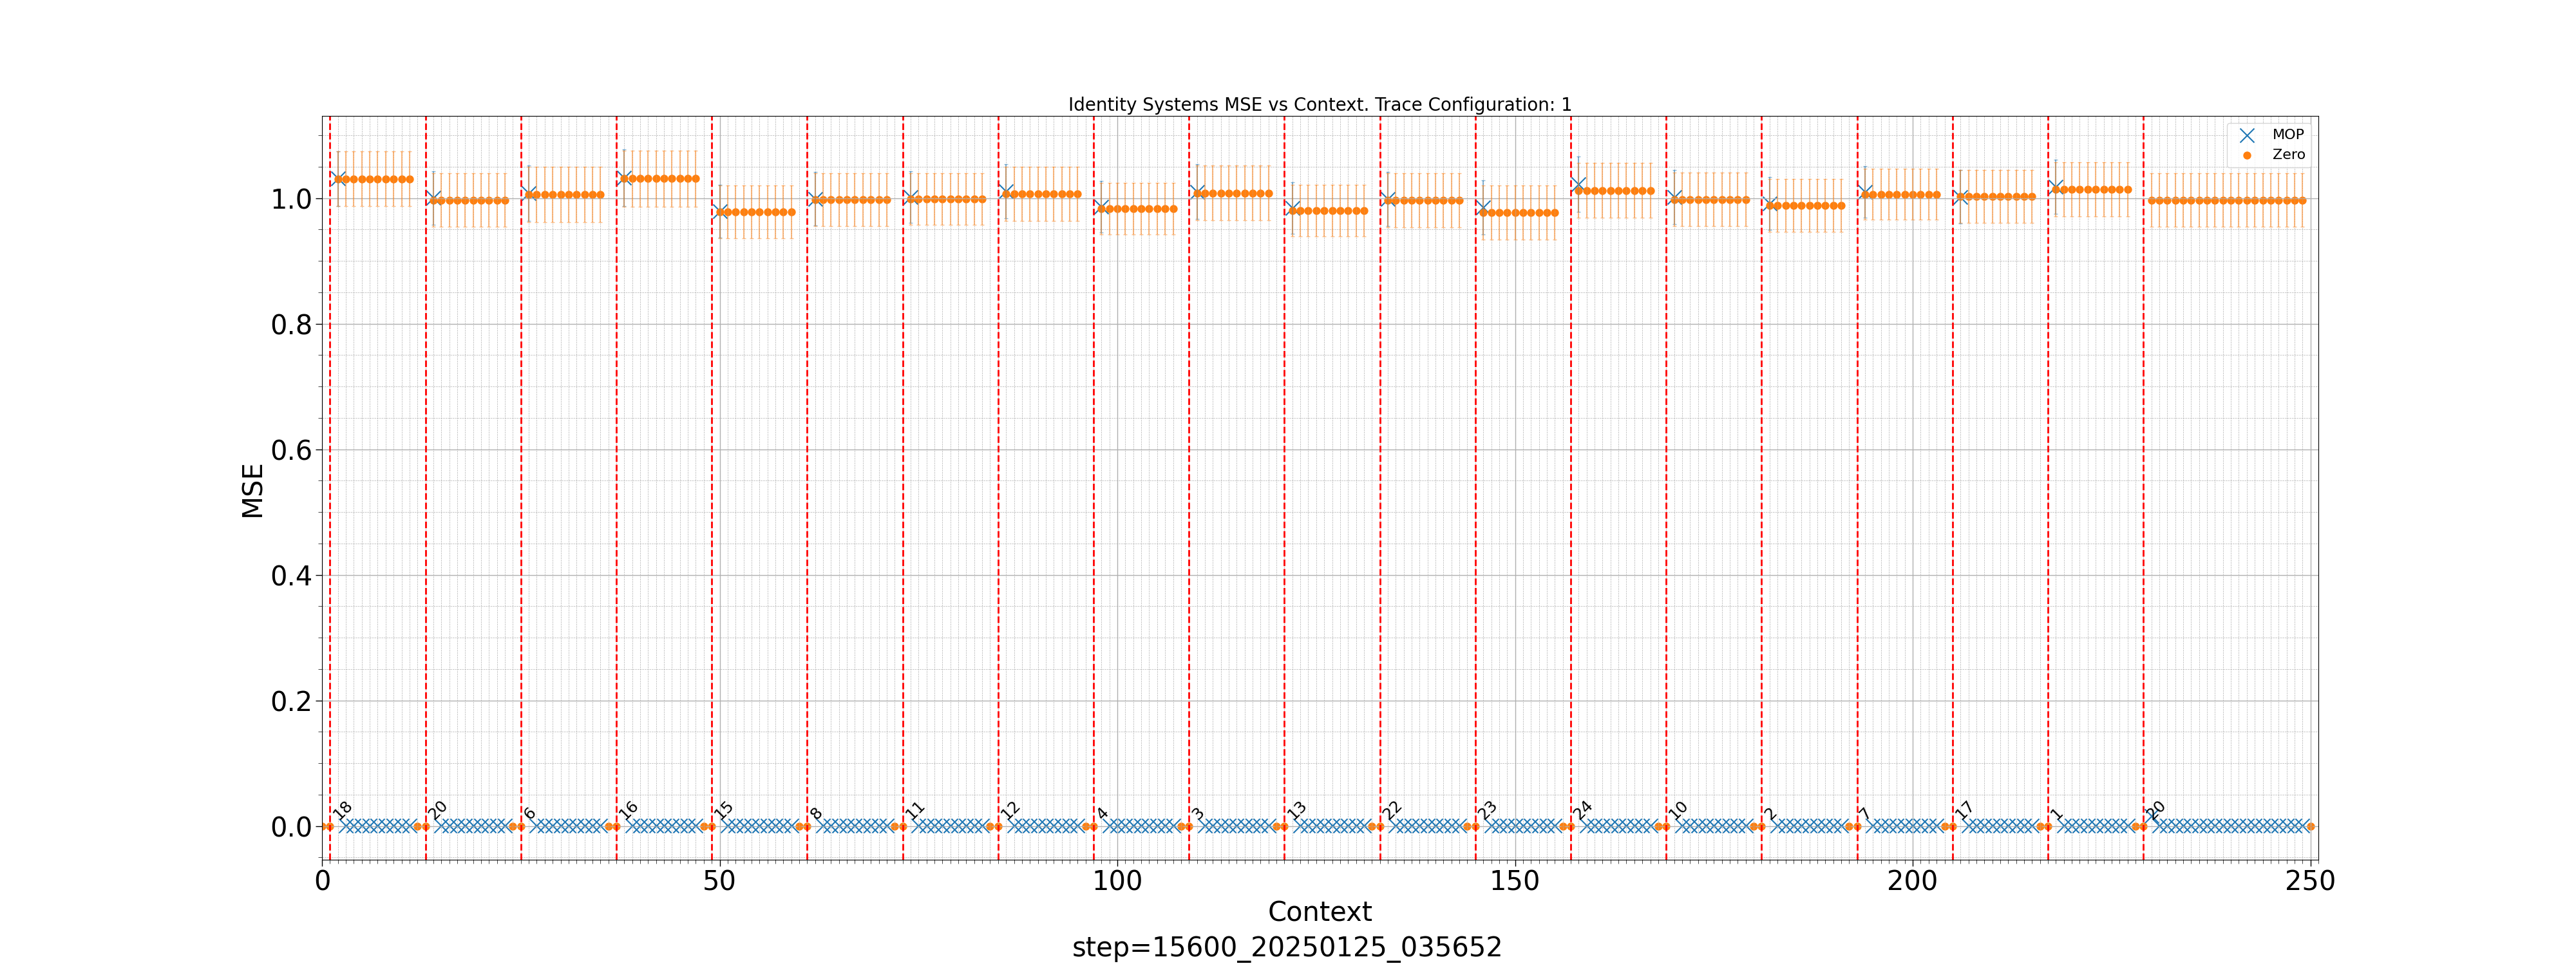 Identity Systems MSE vs Context. Trace Configuration: 1
MOP
Zero
MSE
1.0
0.8
0.6
0.4
0.2
0.0
18 20 6 16 15 8 11 12 4 3 13 22 23 24 10 2 7 17 1 20
0 50 100 150 200 250
Context
step=15600_20250125_035652